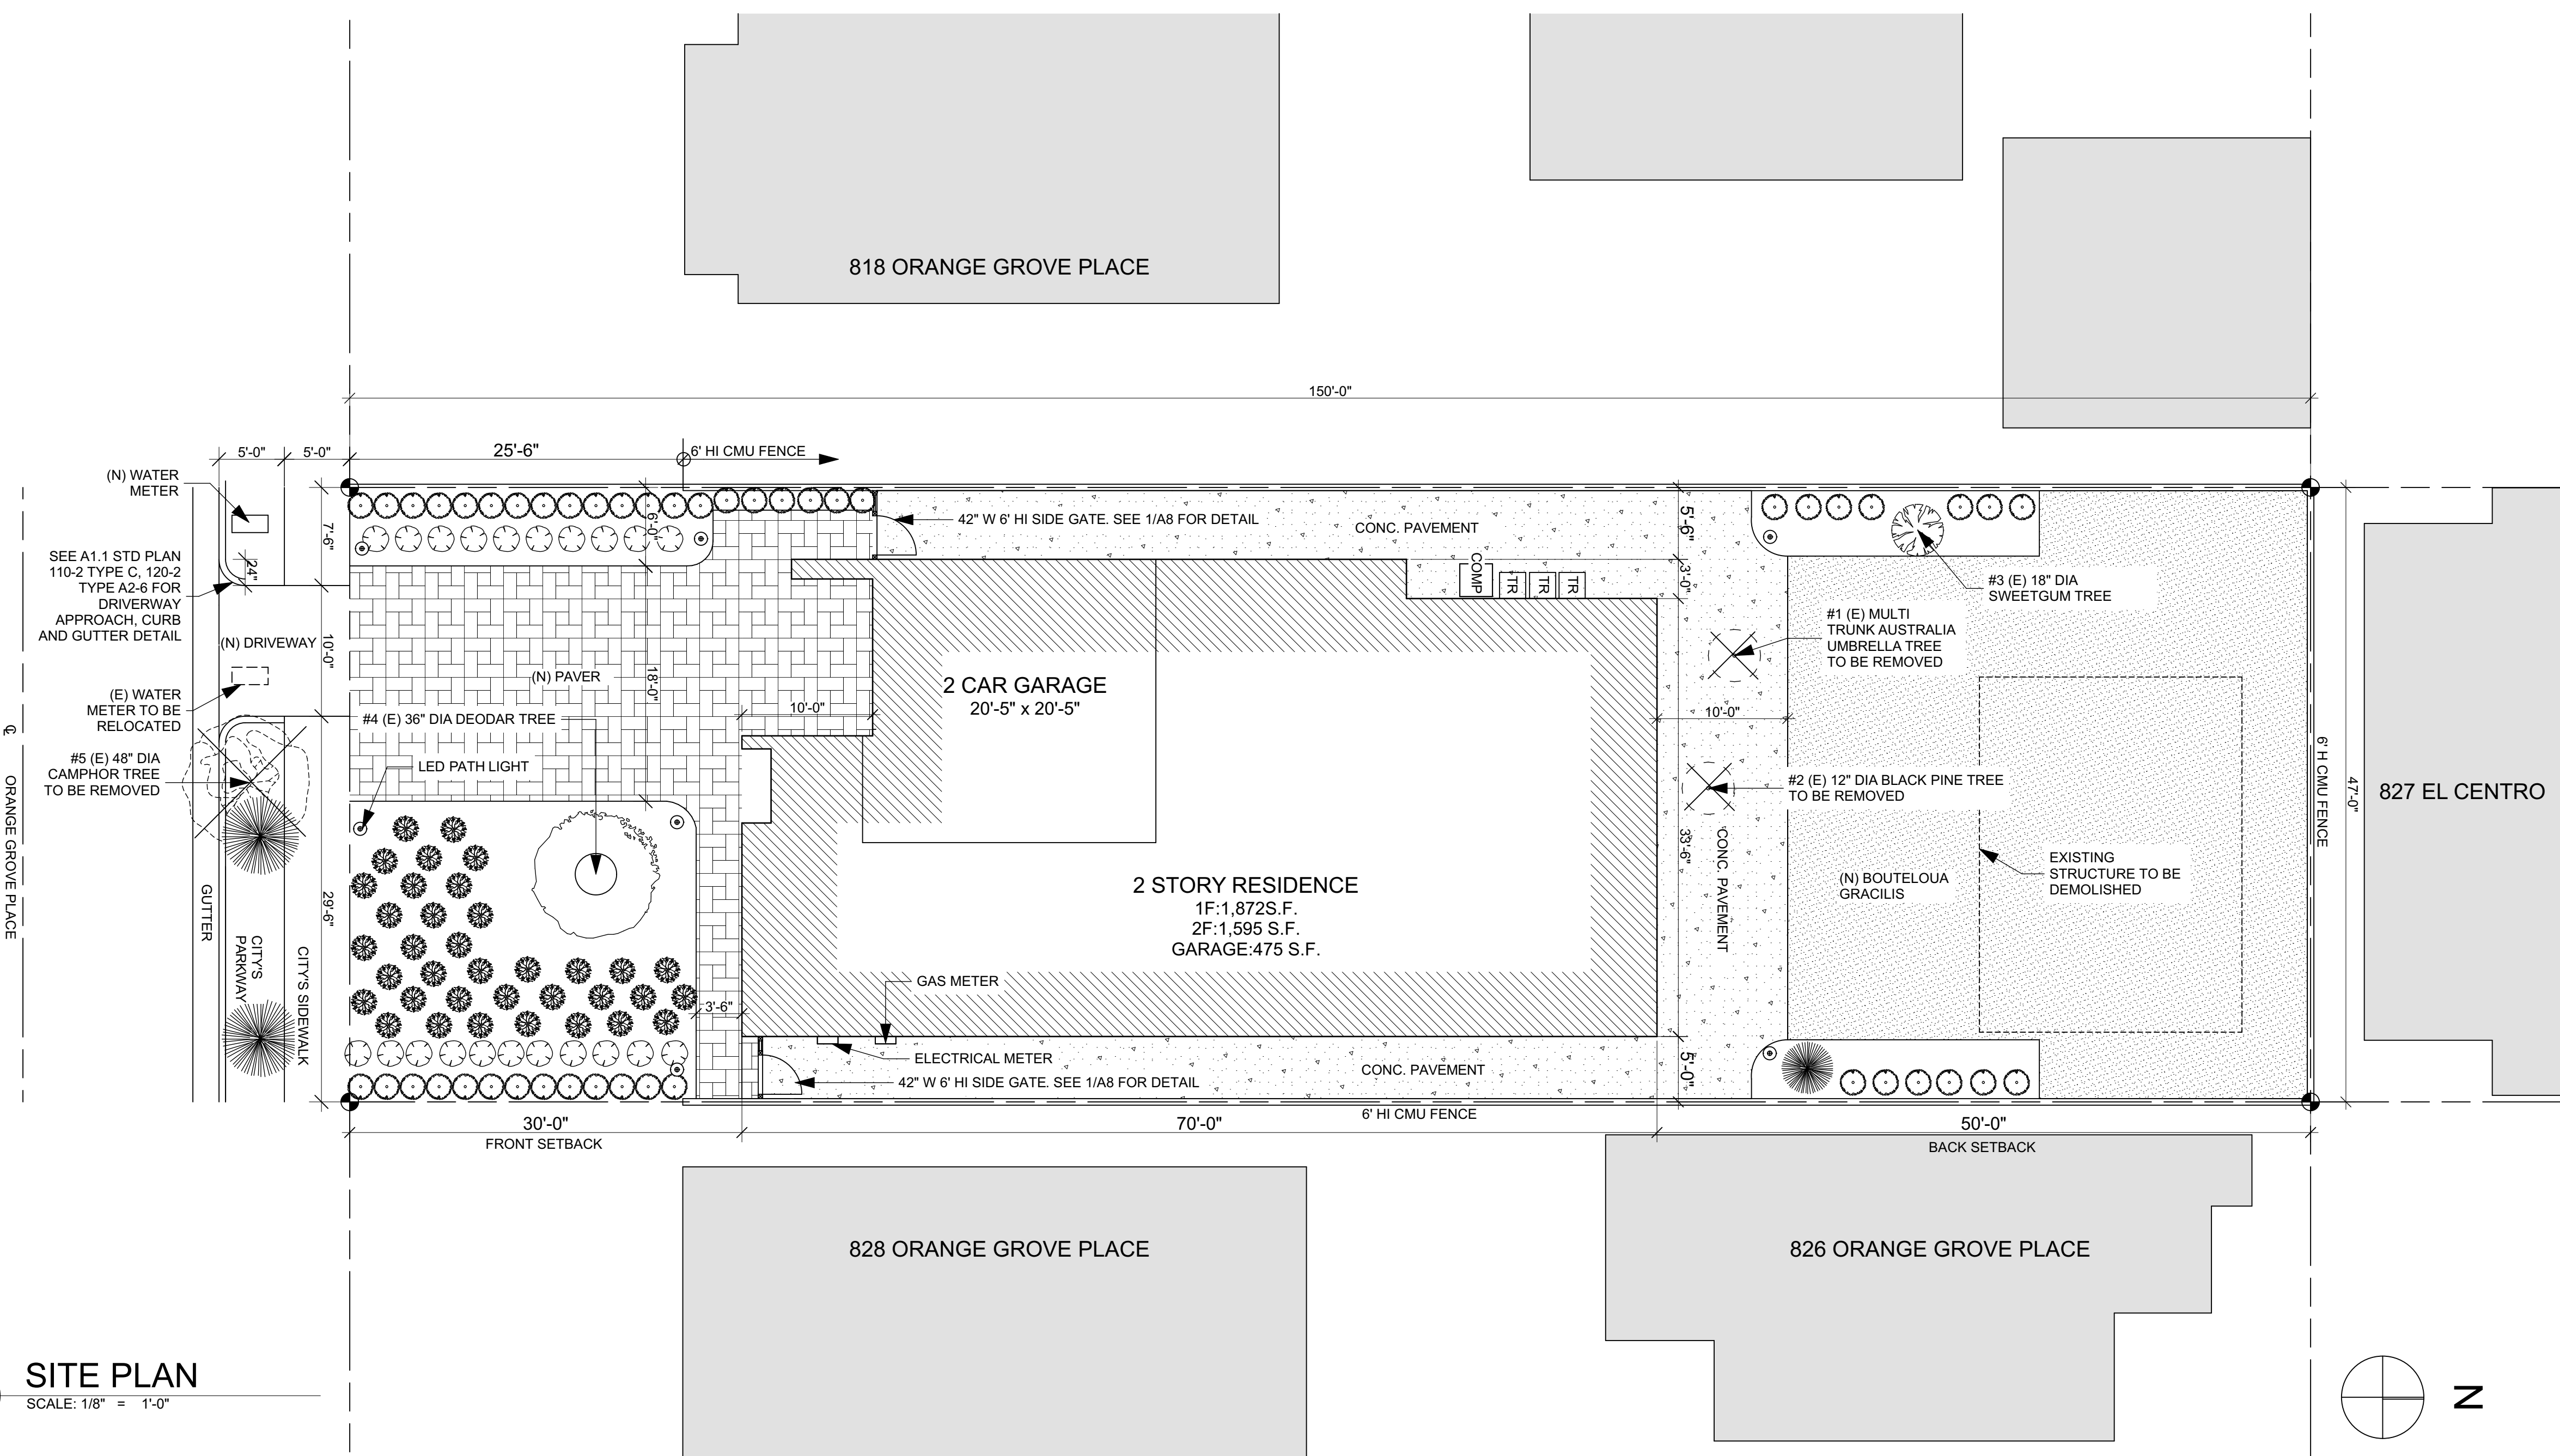 818 ORANGE GROVE PLACE
150'-0"
5'-0"
5'-0"
25'-6"
6' HI CMU FENCE
(N) WATER
METER
7'-6"
6'-0"
24"
SEE A1.1 STD PLAN
110-2 TYPE C, 120-2
TYPE A2-6 FOR
DRIVERWAY
APPROACH, CURB
AND GUTTER DETAIL
42" W 6' HI SIDE GATE. SEE 1/A8 FOR DETAIL
CONC. PAVEMENT
5'-6"
3'-0"
COMP
TR
TR
TR
#3 (E) 18" DIA
SWEETGUM TREE
#1 (E) MULTI
TRUNK AUSTRALIA
UMBRELLA TREE
TO BE REMOVED
(N) DRIVEWAY
10'-0"
(N) PAVER
18'-0"
2 CAR GARAGE
20'-5" x 20'-5"
10'-0"
10'-0"
(E) WATER
METER TO BE
RELOCATED
#4 (E) 36" DIA DEODAR TREE
LED PATH LIGHT
#5 (E) 48" DIA
CAMPHOR TREE
TO BE REMOVED
#2 (E) 12" DIA BLACK PINE TREE
TO BE REMOVED
6' H CMU FENCE
47'-0"
827 EL CENTRO
℄ ORANGE GROVE PLACE
GUTTER
CITY'S
PARKWAY
CITY'S SIDEWALK
29'-6"
33'-6"
CONC. PAVEMENT
EXISTING
STRUCTURE TO BE
DEMOLISHED
(N) BOUTELOUA
GRACILIS
2 STORY RESIDENCE
1F:1,872S.F.
2F:1,595 S.F.
GARAGE:475 S.F.
GAS METER
3'-6"
ELECTRICAL METER
42" W 6' HI SIDE GATE. SEE 1/A8 FOR DETAIL
CONC. PAVEMENT
5'-0"
6' HI CMU FENCE
30'-0"
FRONT SETBACK
70'-0"
50'-0"
BACK SETBACK
828 ORANGE GROVE PLACE
826 ORANGE GROVE PLACE
SITE PLAN
SCALE: 1/8" = 1'-0"
N